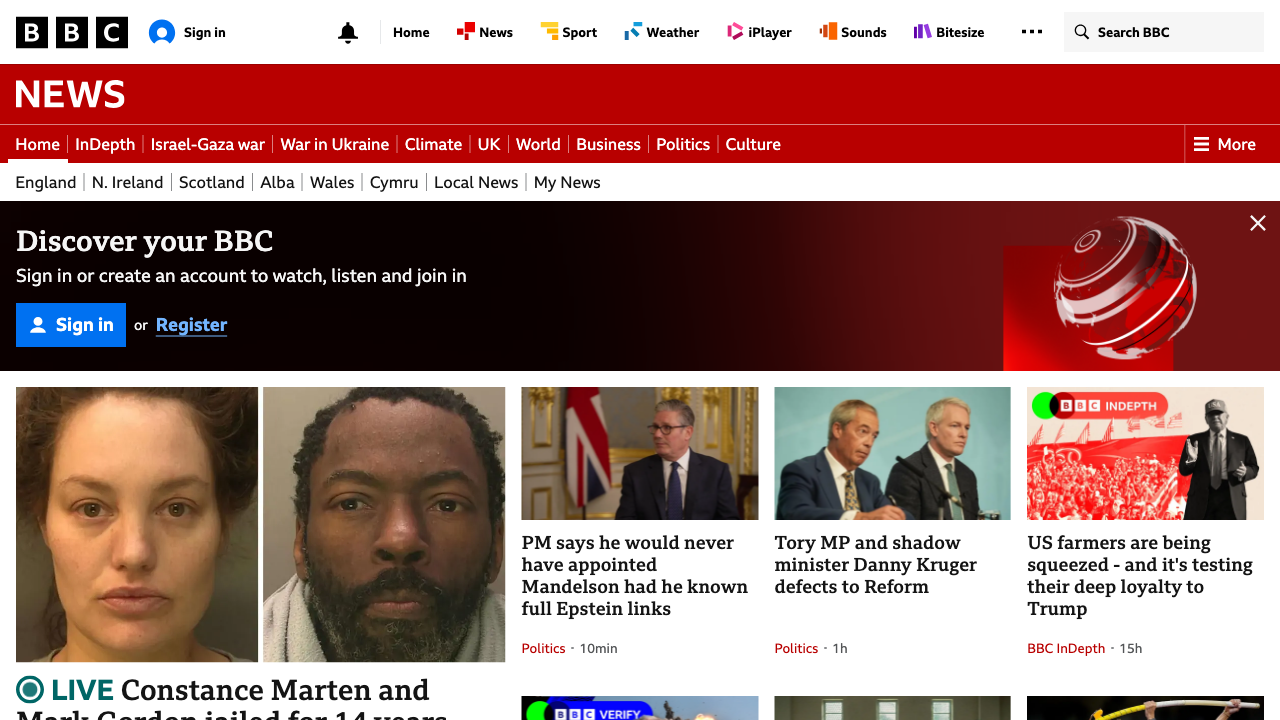 BBC
Sign in
Home
News
Sport
Weather
iPlayer
Sounds
Bitesize
Search BBC
NEWS
Home
InDepth
Israel-Gaza war
War in Ukraine
Climate
UK
World
Business
Politics
Culture
More
England
N. Ireland
Scotland
Alba
Wales
Cymru
Local News
My News
Discover your BBC
Sign in or create an account to watch, listen and join in
Sign in or Register
LIVE Constance Marten and
Mark Gordon jailed for 14 years
PM says he would never
have appointed
Mandelson had he known
full Epstein links
Politics · 10min
Tory MP and shadow
minister Danny Kruger
defects to Reform
Politics · 1h
BBC INDEPTH
US farmers are being
squeezed - and it's testing
their deep loyalty to
Trump
BBC InDepth · 15h
BBC VERIFY